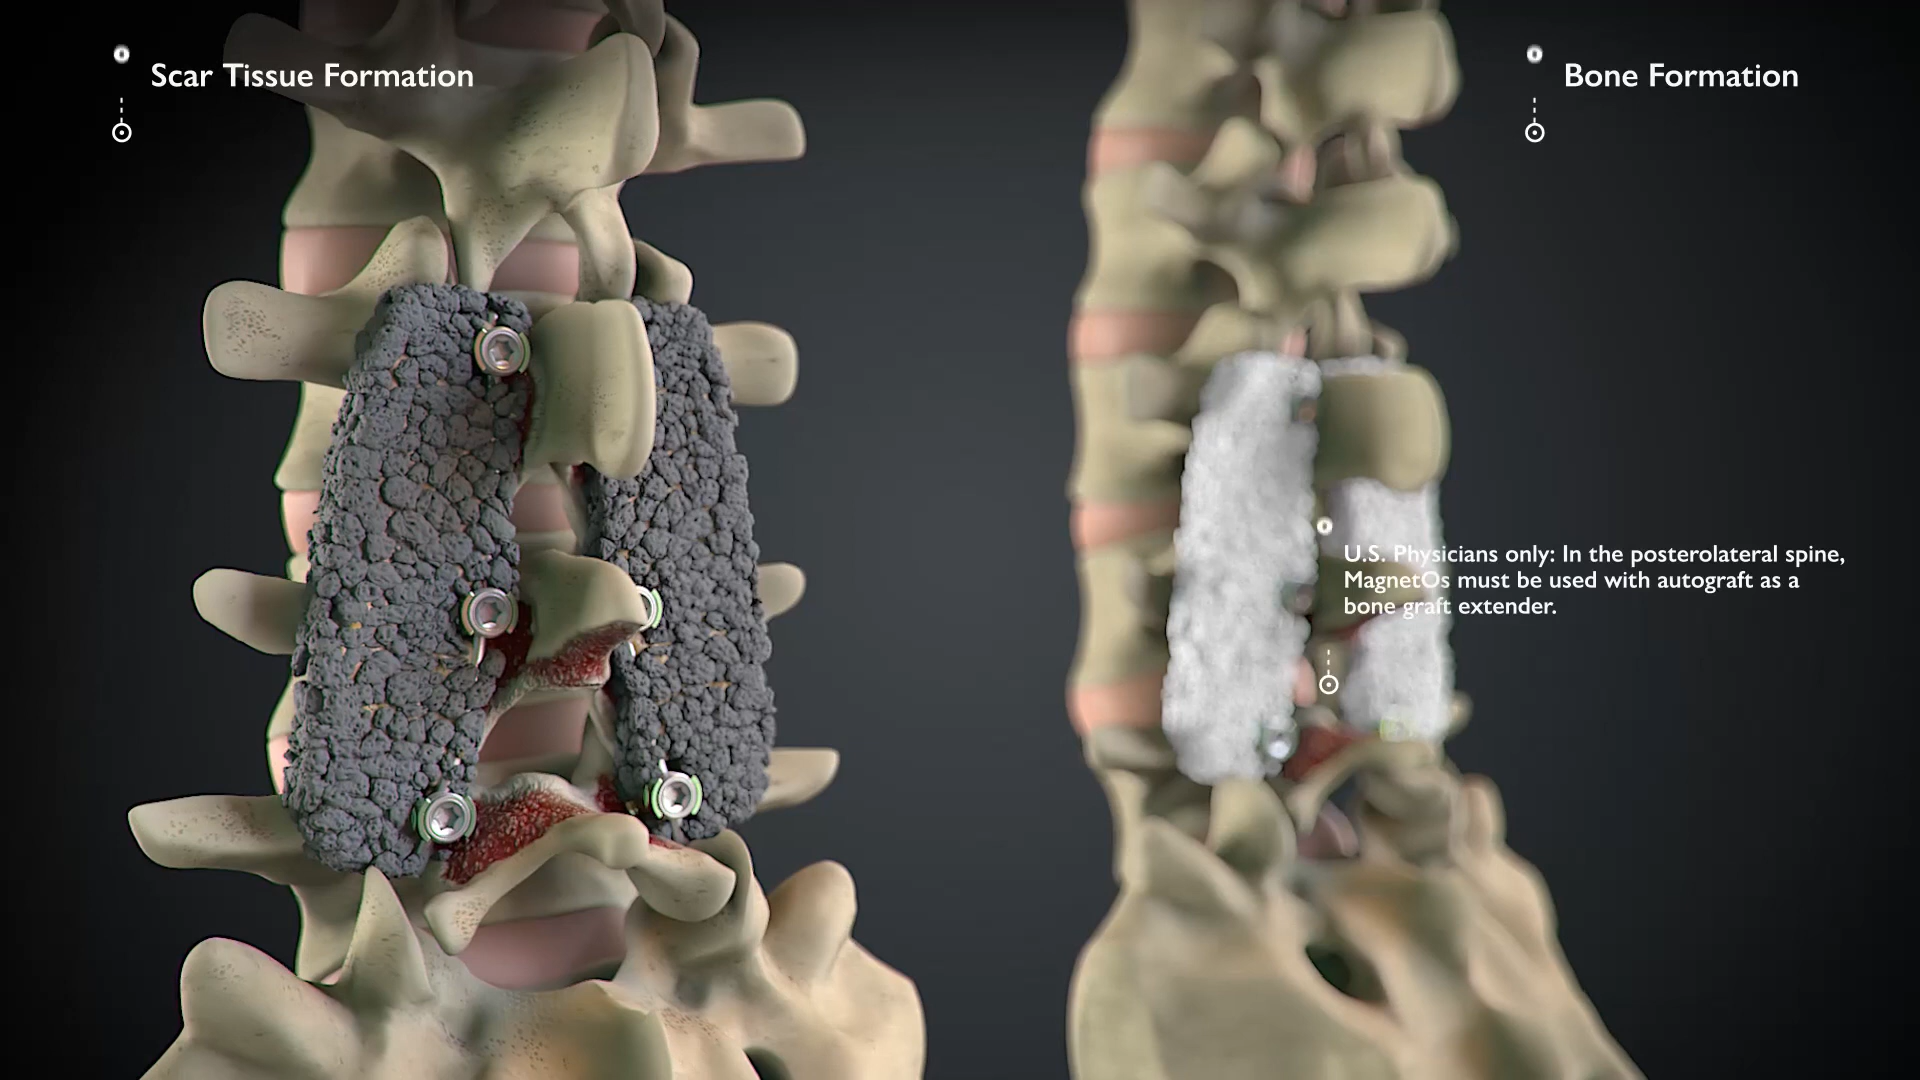 Scar Tissue Formation
Bone Formation
U.S. Physicians only: In the posterolateral spine,
MagnetOs must be used with autograft as a
bone graft extender.